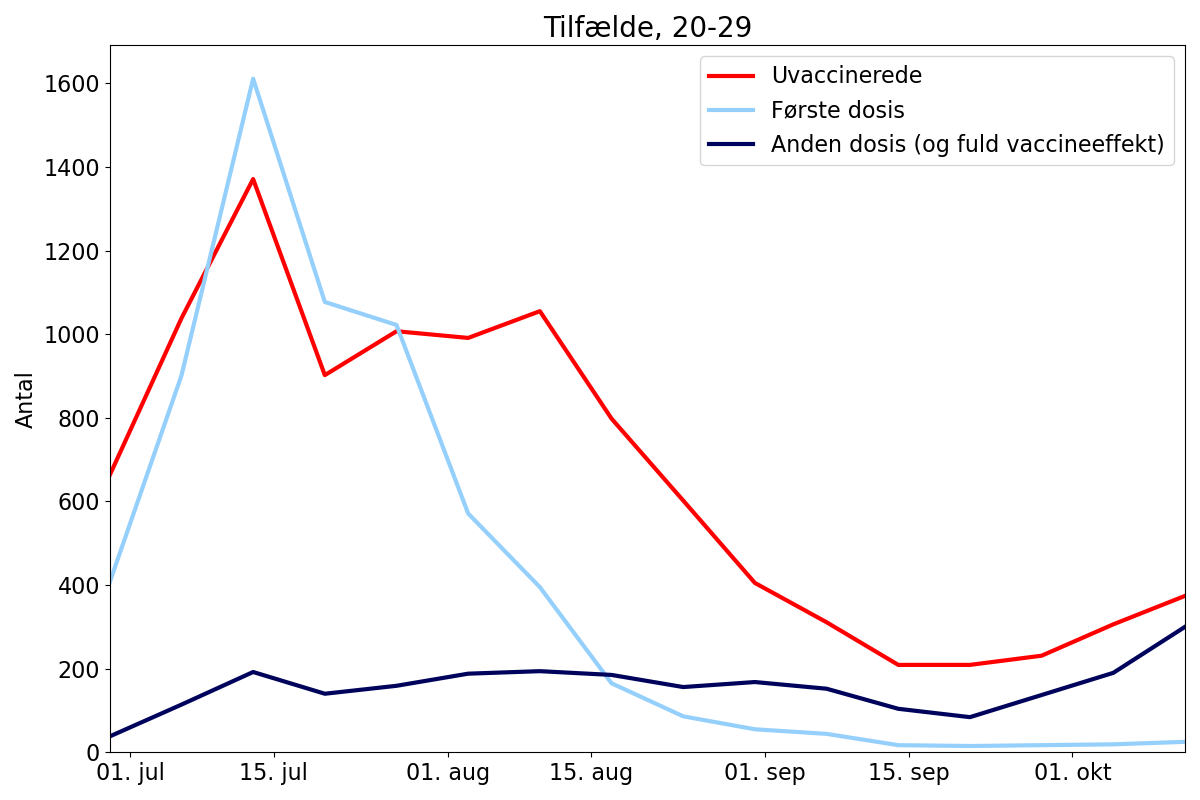 Tilfælde, 20-29
Uvaccinerede
Første dosis
Anden dosis (og fuld vaccineeffekt)
Antal
1600
1400
1200
1000
800
600
400
200
0
01. jul
15. jul
01. aug
15. aug
01. sep
15. sep
01. okt